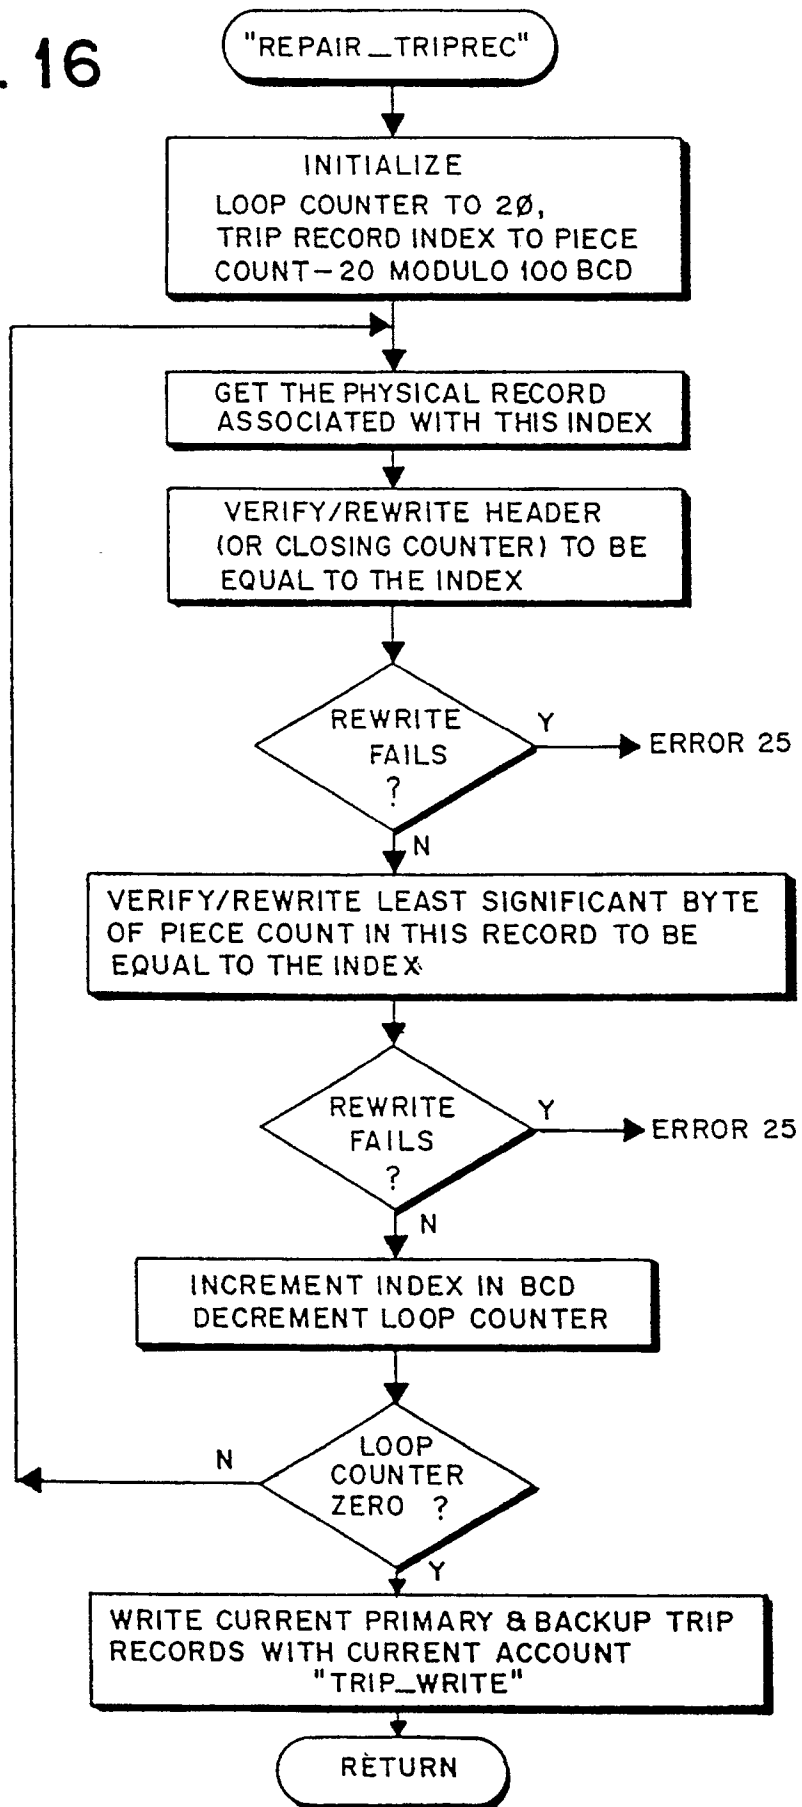 . 16
"REPAIR_TRIPREC"
INITIALIZE
LOOP COUNTER TO 2Ø,
TRIP RECORD INDEX TO PIECE
COUNT-20 MODULO 100 BCD
GET THE PHYSICAL RECORD
ASSOCIATED WITH THIS INDEX
VERIFY/REWRITE HEADER
(OR CLOSING COUNTER) TO BE
EQUAL TO THE INDEX
REWRITE
FAILS
?
Y
ERROR 25
N
VERIFY/REWRITE LEAST SIGNIFICANT BYTE
OF PIECE COUNT IN THIS RECORD TO BE
EQUAL TO THE INDEX
REWRITE
FAILS
?
Y
ERROR 25
N
INCREMENT INDEX IN BCD
DECREMENT LOOP COUNTER
LOOP
COUNTER
ZERO ?
N
Y
WRITE CURRENT PRIMARY & BACKUP TRIP
RECORDS WITH CURRENT ACCOUNT
"TRIP_WRITE"
RETURN